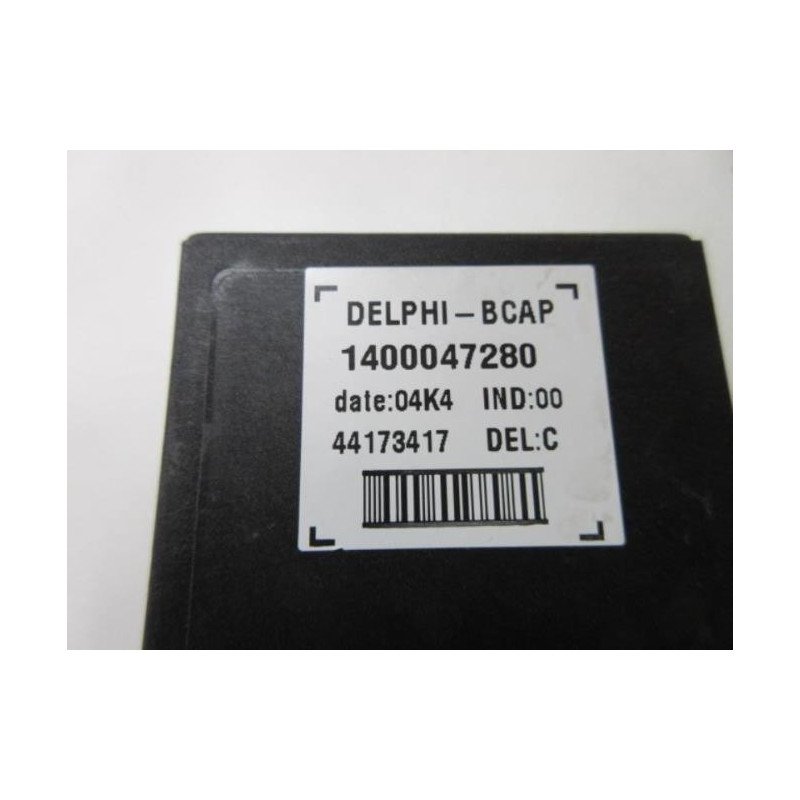 DELPHI - BCAP
1400047280
date:04K4 IND:00
44173417 DEL:C